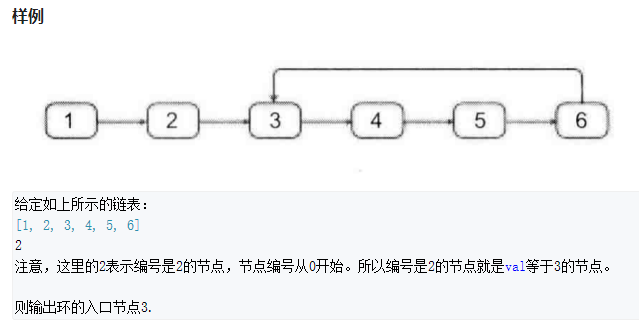 样例
1 2 3 4 5 6
给定如上所示的链表：
[1, 2, 3, 4, 5, 6]
2
注意，这里的2表示编号是2的节点，节点编号从0开始。所以编号是2的节点就是val等于3的节点。
则输出环的入口节点3.